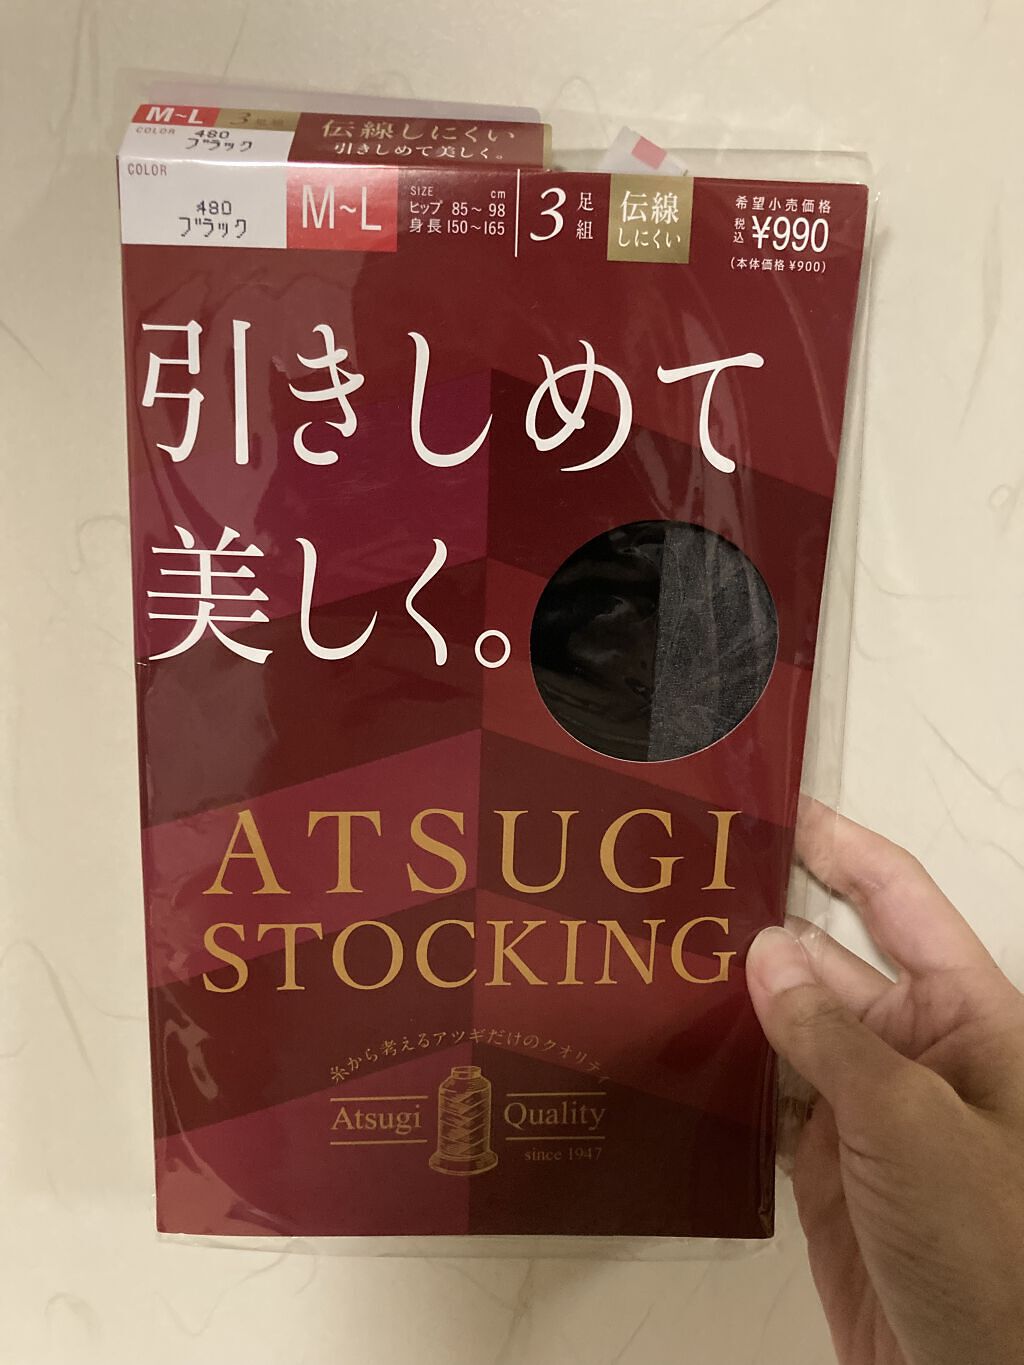 M~L 3足組
COLOR 480
ブラック
伝線しにくい
引きしめて美しく。
COLOR
480
ブラック
M~L
SIZE cm
ヒップ 85~98
身長 150~165
3足組
伝線
しにくい
希望小売価格
税込 ¥990
(本体価格 ¥900)
引きしめて
美しく。
ATSUGI
STOCKING
糸から考えるアツギだけのクオリティ
Atsugi Quality
since 1947